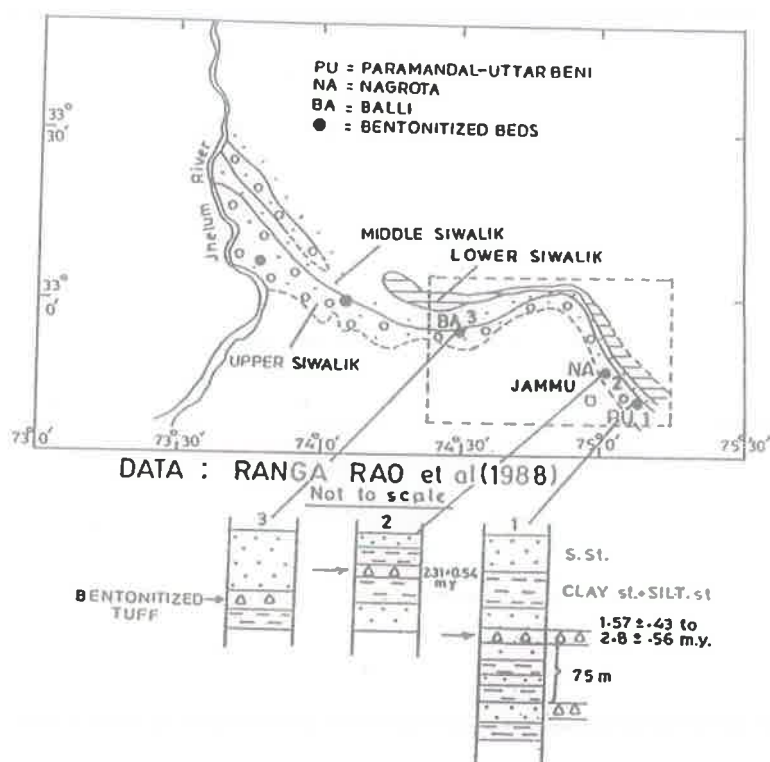 PU = PARAMANDAL-UTTARBENI
NA = NAGROTA
BA = BALLI
● = BENTONITIZED BEDS
33°
30'
Jhelum River
MIDDLE SIWALIK
LOWER SIWALIK
33°
0'
BA 3
UPPER SIWALIK
NA
2
JAMMU
PU 1
73°0'
73°30'
74°
0'
74°30'
75°
0'
75°30'
DATA : RANGA RAO et al (1988)
Not to scale
3
2
1
S.St.
2.31±0.54
m.y
CLAY st.+SILT.st
BENTONITIZED
TUFF
1.57 ± .43 to
2.8 ± .56 m.y.
75 m